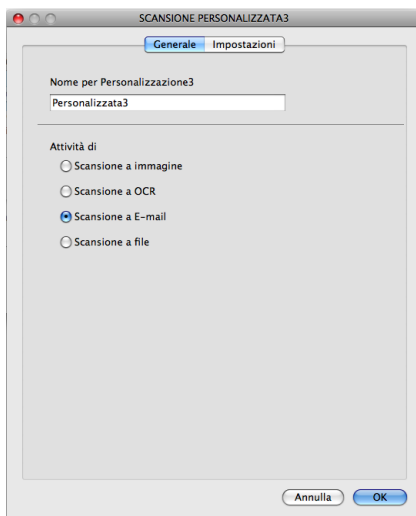 SCANSIONE PERSONALIZZATA3
Generale Impostazioni
Nome per Personalizzazione3
Personalizzata3
Attività di
Scansione a immagine
Scansione a OCR
Scansione a E-mail
Scansione a file
Annulla OK